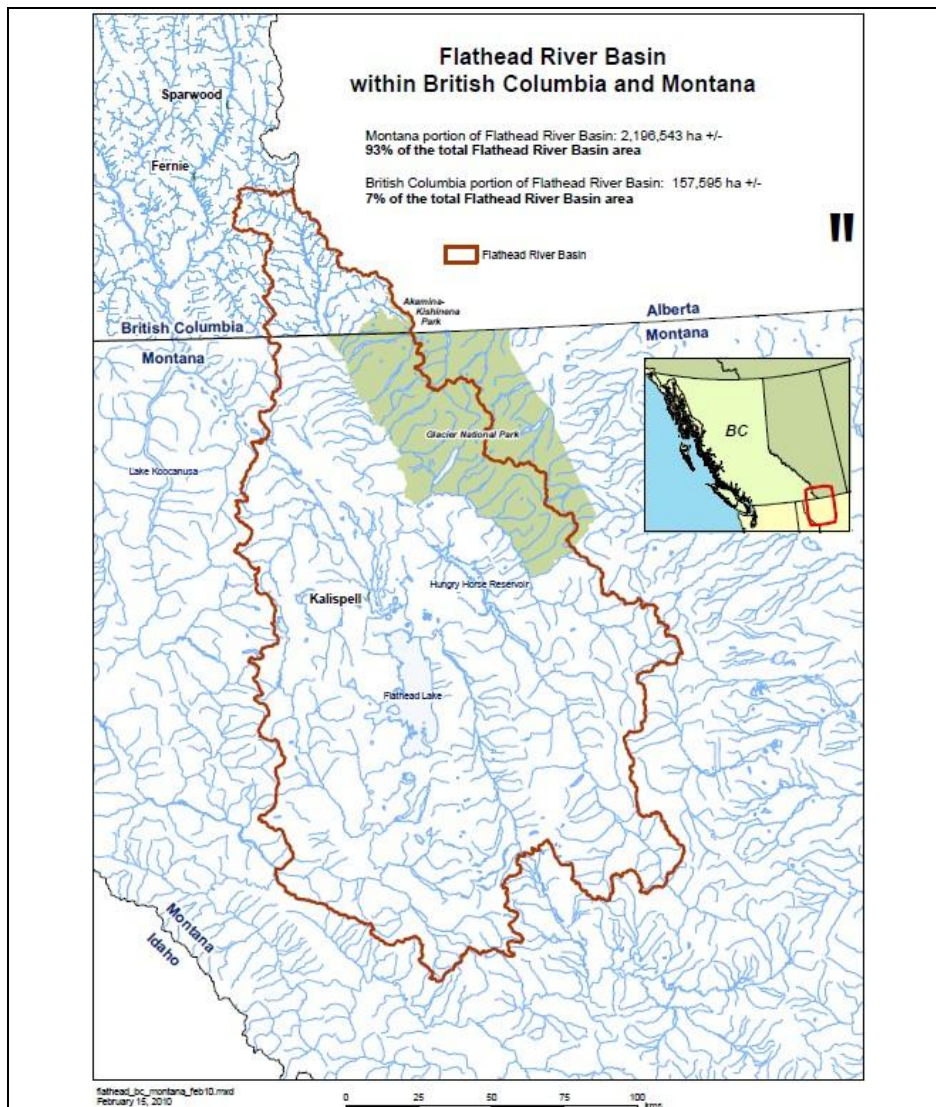 Flathead River Basin
within British Columbia and Montana
Sparwood
Montana portion of Flathead River Basin: 2,196,543 ha +/-
93% of the total Flathead River Basin area
Fernie
British Columbia portion of Flathead River Basin: 157,595 ha +/-
7% of the total Flathead River Basin area
"
Flathead River Basin
Akamina-
Kishinena
Park
Alberta
British Columbia
Montana
Montana
BC
Glacier National Park
Lake Koocanusa
Hungry Horse Reservoir
Kalispell
Flathead Lake
Montana
Idaho
flathead_bc_montana_feb10.mxd
February 15, 2010
0 25 50 75 100
kms